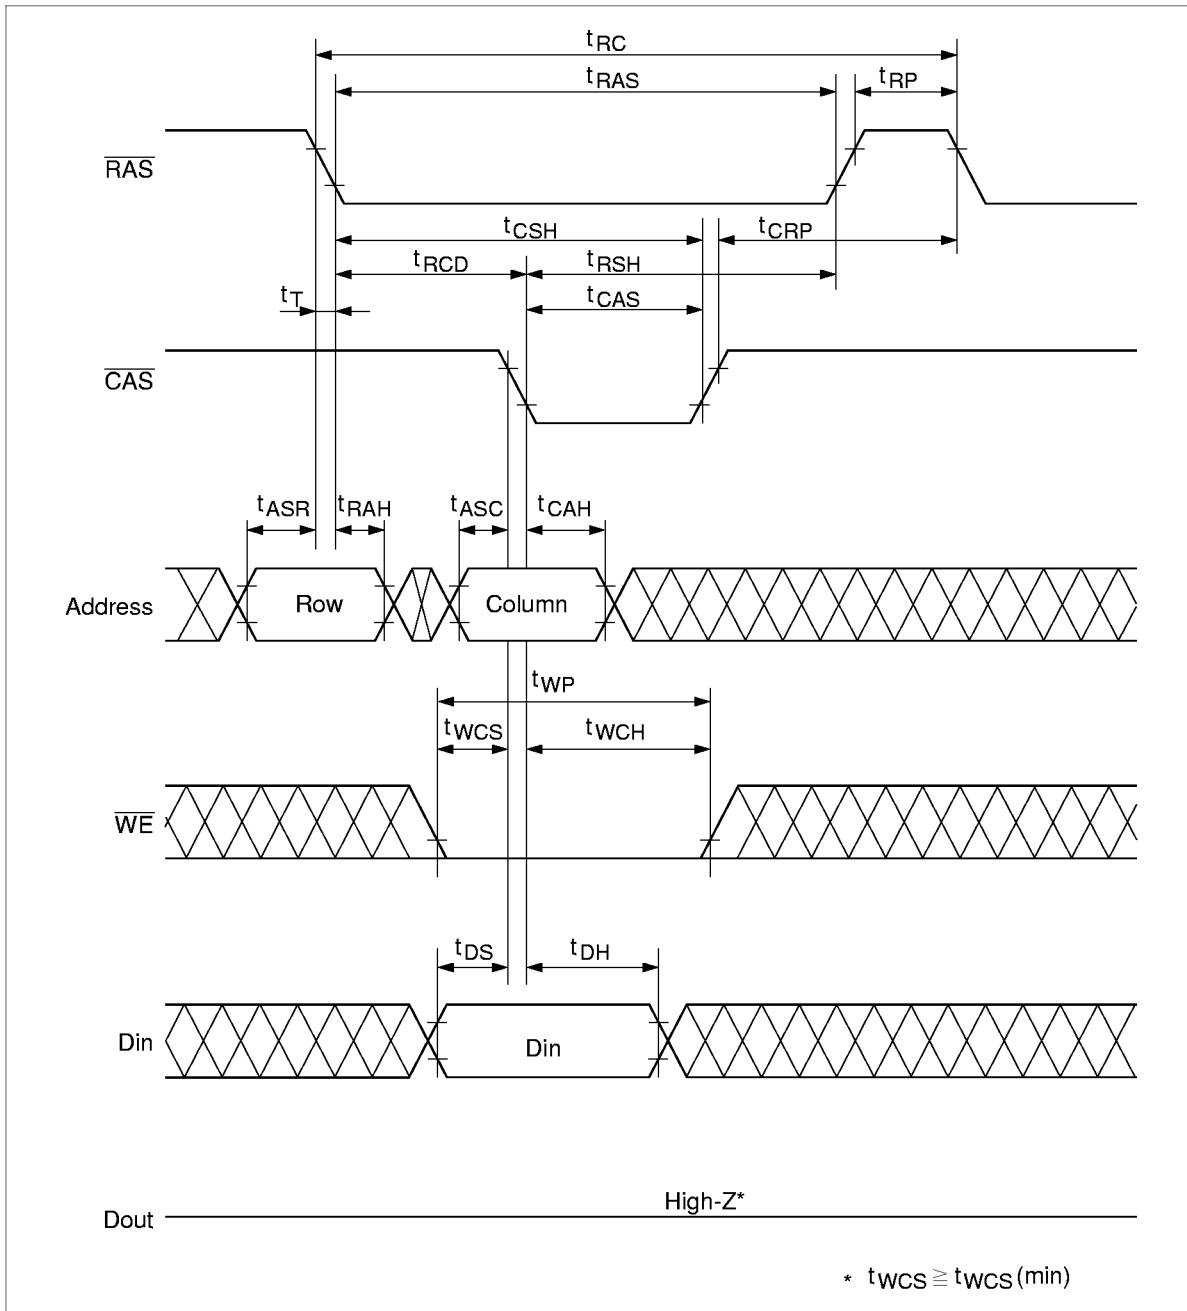 tRC
tRAS
tRP
RAS
tCSH
tCRP
tRCD
tRSH
tT
tCAS
CAS
tASR
tRAH
tASC
tCAH
Address
Row
Column
tWP
tWCS
tWCH
WE
tDS
tDH
Din
Din
High-Z*
Dout
* tWCS ≧ tWCS(min)